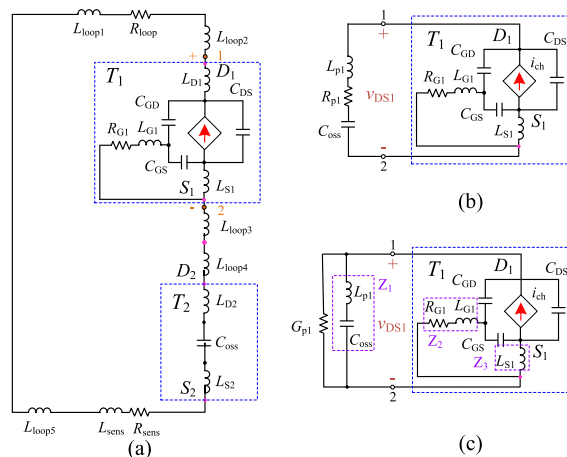 L_loop1
R_loop
L_loop2
+ 1
T_1
D_1
L_D1
C_GD
C_DS
R_G1
L_G1
C_GS
S_1
L_S1
- 2
L_loop3
L_loop4
D_2
T_2
L_D2
C_oss
S_2
L_S2
L_loop5
L_sens
R_sens
(a)
1
+
T_1
D_1
L_p1
R_p1
C_oss
v_DS1
C_GD
i_ch
C_DS
R_G1
L_G1
C_GS
S_1
L_S1
-
2
(b)
1
+
T_1
D_1
Z_1
L_p1
G_p1
C_oss
v_DS1
C_GD
i_ch
C_DS
R_G1
L_G1
Z_2
C_GS
S_1
Z_3
L_S1
-
2
(c)